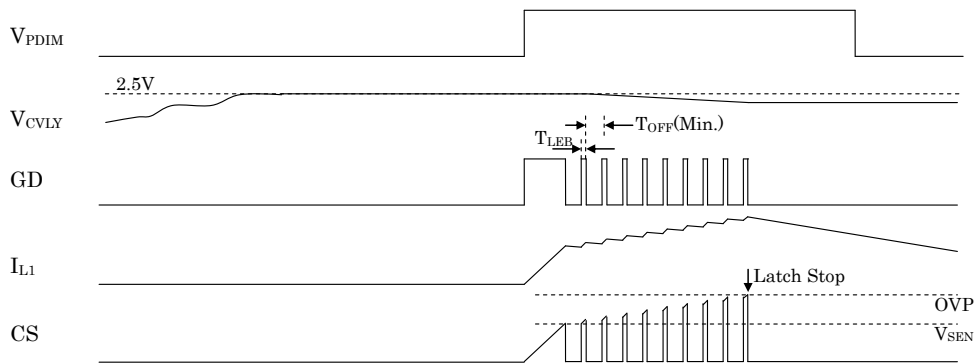 VPDIM
2.5V
VCVLY
TOFF(Min.)
TLEB
GD
IL1
Latch Stop
OVP
CS
VSEN